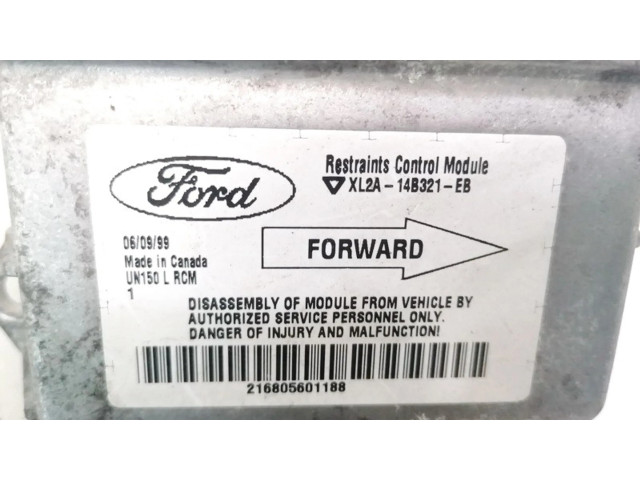 Ford
Restraints Control Module
XL2A-14B321-EB
06/09/99
Made in Canada
UN150 L RCM
1
FORWARD
DISASSEMBLY OF MODULE FROM VEHICLE BY
AUTHORIZED SERVICE PERSONNEL ONLY.
DANGER OF INJURY AND MALFUNCTION!
216805601188